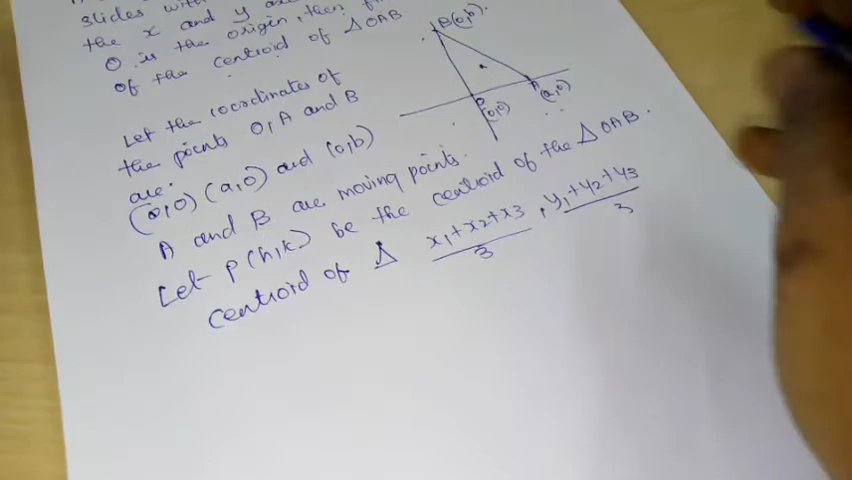 slides with
the x and y
O is the origin, then
of the centroid of △OAB
Let the coordinates of
the points O, A and B
are:
(0,0) (a,0) and (0,b)
A and B are moving points.
Let P(h,k) be the centroid of the △OAB.
centroid of △ x1+x2+x3/3, y1+y2+y3/3
B(0,b)
A
(a,0)
(0,0)